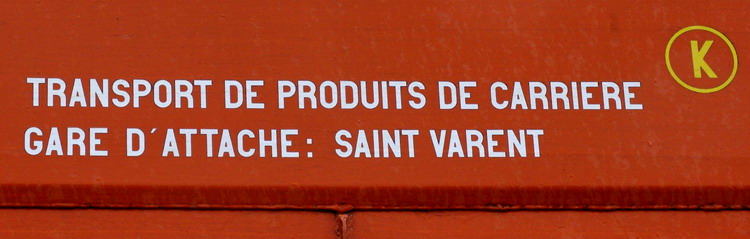 K
TRANSPORT DE PRODUITS DE CARRIERE
GARE D´ATTACHE: SAINT VARENT